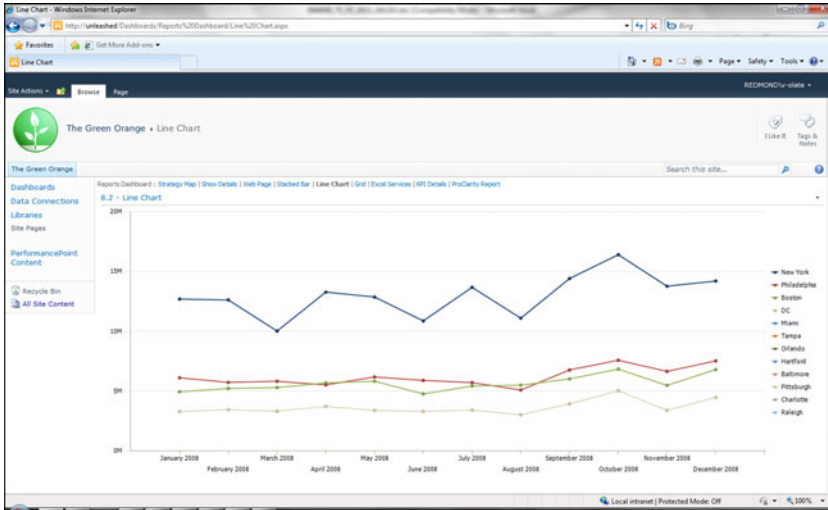 Line Chart - Windows Internet Explorer
http://unleashed/Dashboards/Reports%20Dashboard/Line%20Chart.aspx
Bing
Favorites
Get More Add-ons
Line Chart
Page
Safety
Tools
Site Actions
Browse
Page
REDMOND\v-olate
The Green Orange
Line Chart
I Like It
Tags & Notes
The Green Orange
Search this site...
Dashboards
Data Connections
Libraries
Site Pages
PerformancePoint Content
Recycle Bin
All Site Content
Reports Dashboard : Strategy Map | Show Details | Web Page | Stacked Bar | Line Chart | Grid | Excel Services | KPI Details | ProClarity Report
8.2 - Line Chart
20M
15M
10M
5M
0M
January 2008
February 2008
March 2008
April 2008
May 2008
June 2008
July 2008
August 2008
September 2008
October 2008
November 2008
December 2008
New York
Philadelphia
Boston
DC
Miami
Tampa
Orlando
Hartford
Baltimore
Pittsburgh
Charlotte
Raleigh
Local intranet | Protected Mode: Off
100%